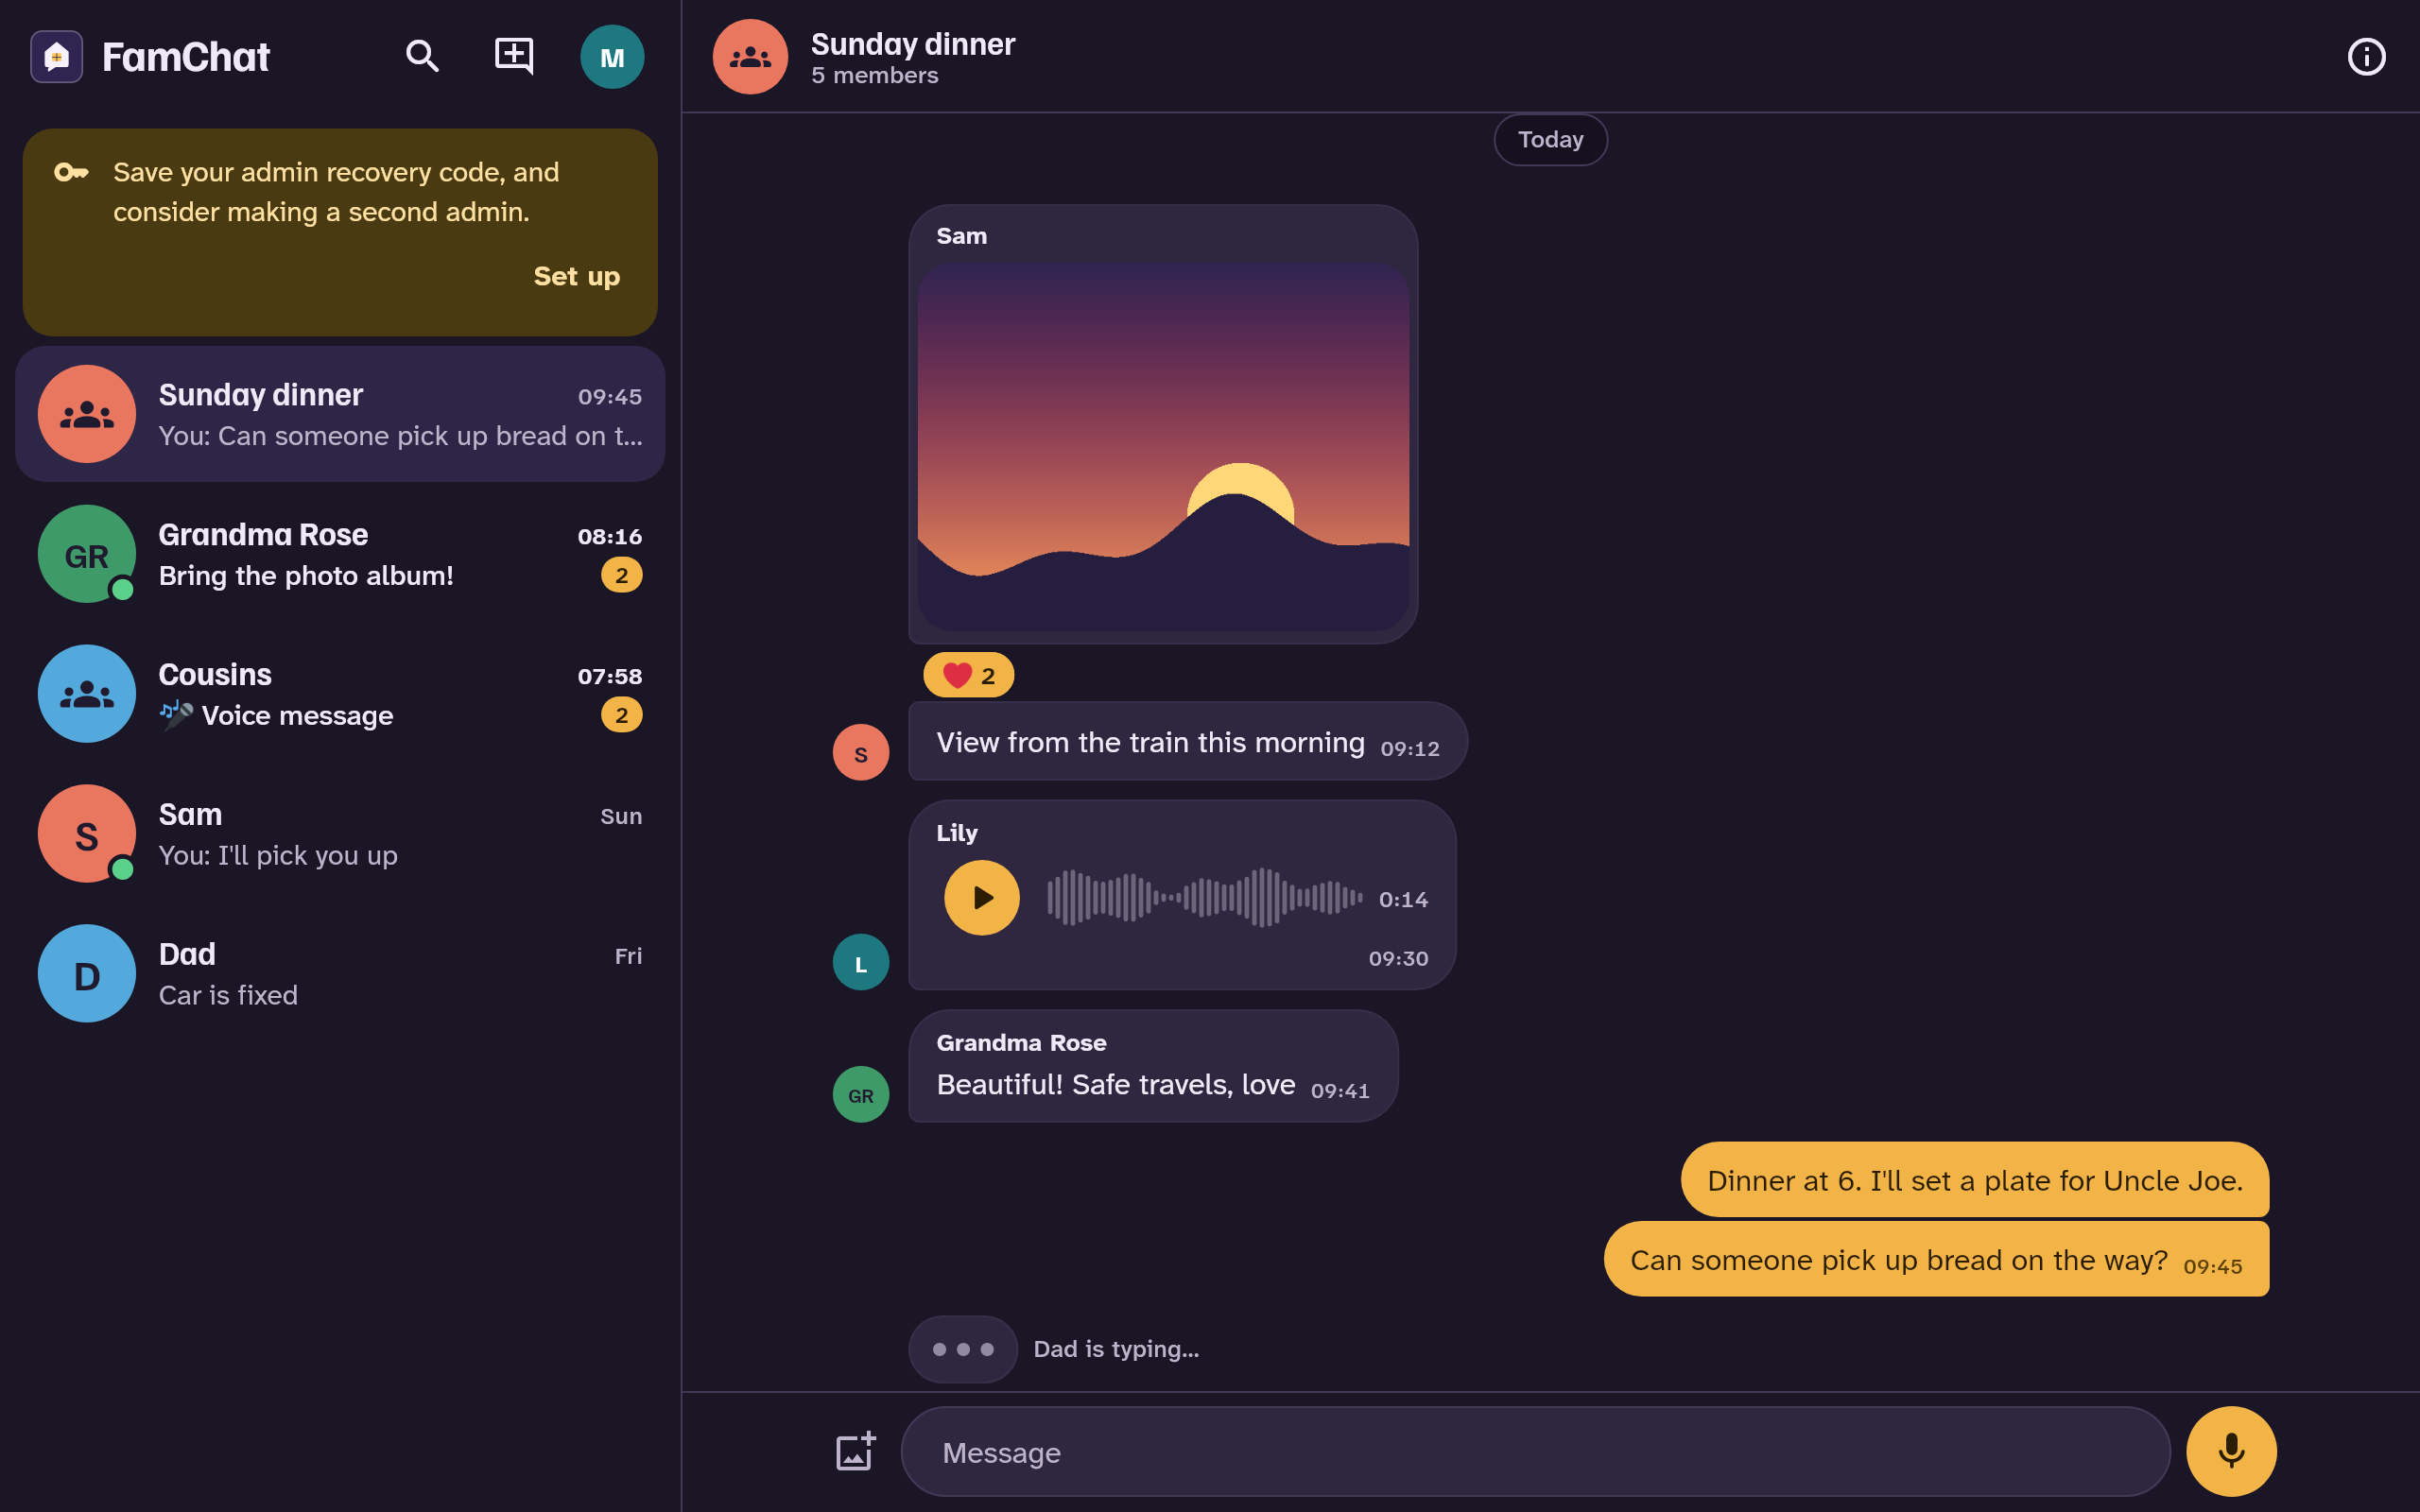 FamChat
M
Save your admin recovery code, and
consider making a second admin.
Set up
Sunday dinner
09:45
You: Can someone pick up bread on t...
GR
Grandma Rose
08:16
Bring the photo album!
2
Cousins
07:58
Voice message
2
S
Sam
Sun
You: I'll pick you up
D
Dad
Fri
Car is fixed
Sunday dinner
5 members
Today
Sam
2
S
View from the train this morning 09:12
Lily
0:14
L
09:30
Grandma Rose
GR
Beautiful! Safe travels, love 09:41
Dinner at 6. I'll set a plate for Uncle Joe.
Can someone pick up bread on the way? 09:45
Dad is typing...
Message